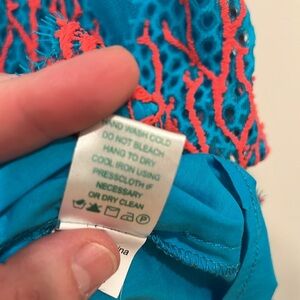 HAND WASH COLD
DO NOT BLEACH
HANG TO DRY
COOL IRON USING
PRESSCLOTH IF
NECESSARY
OR DRY CLEAN